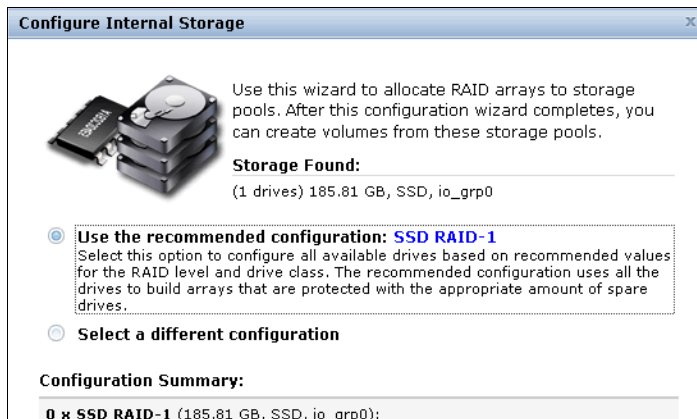 Configure Internal Storage
x
Use this wizard to allocate RAID arrays to storage
pools. After this configuration wizard completes, you
can create volumes from these storage pools.
Storage Found:
(1 drives) 185.81 GB, SSD, io_grp0
Use the recommended configuration: SSD RAID-1
Select this option to configure all available drives based on recommended values
for the RAID level and drive class. The recommended configuration uses all the
drives to build arrays that are protected with the appropriate amount of spare
drives.
Select a different configuration
Configuration Summary:
0 x SSD RAID-1 (185.81 GB, SSD, io_grp0):